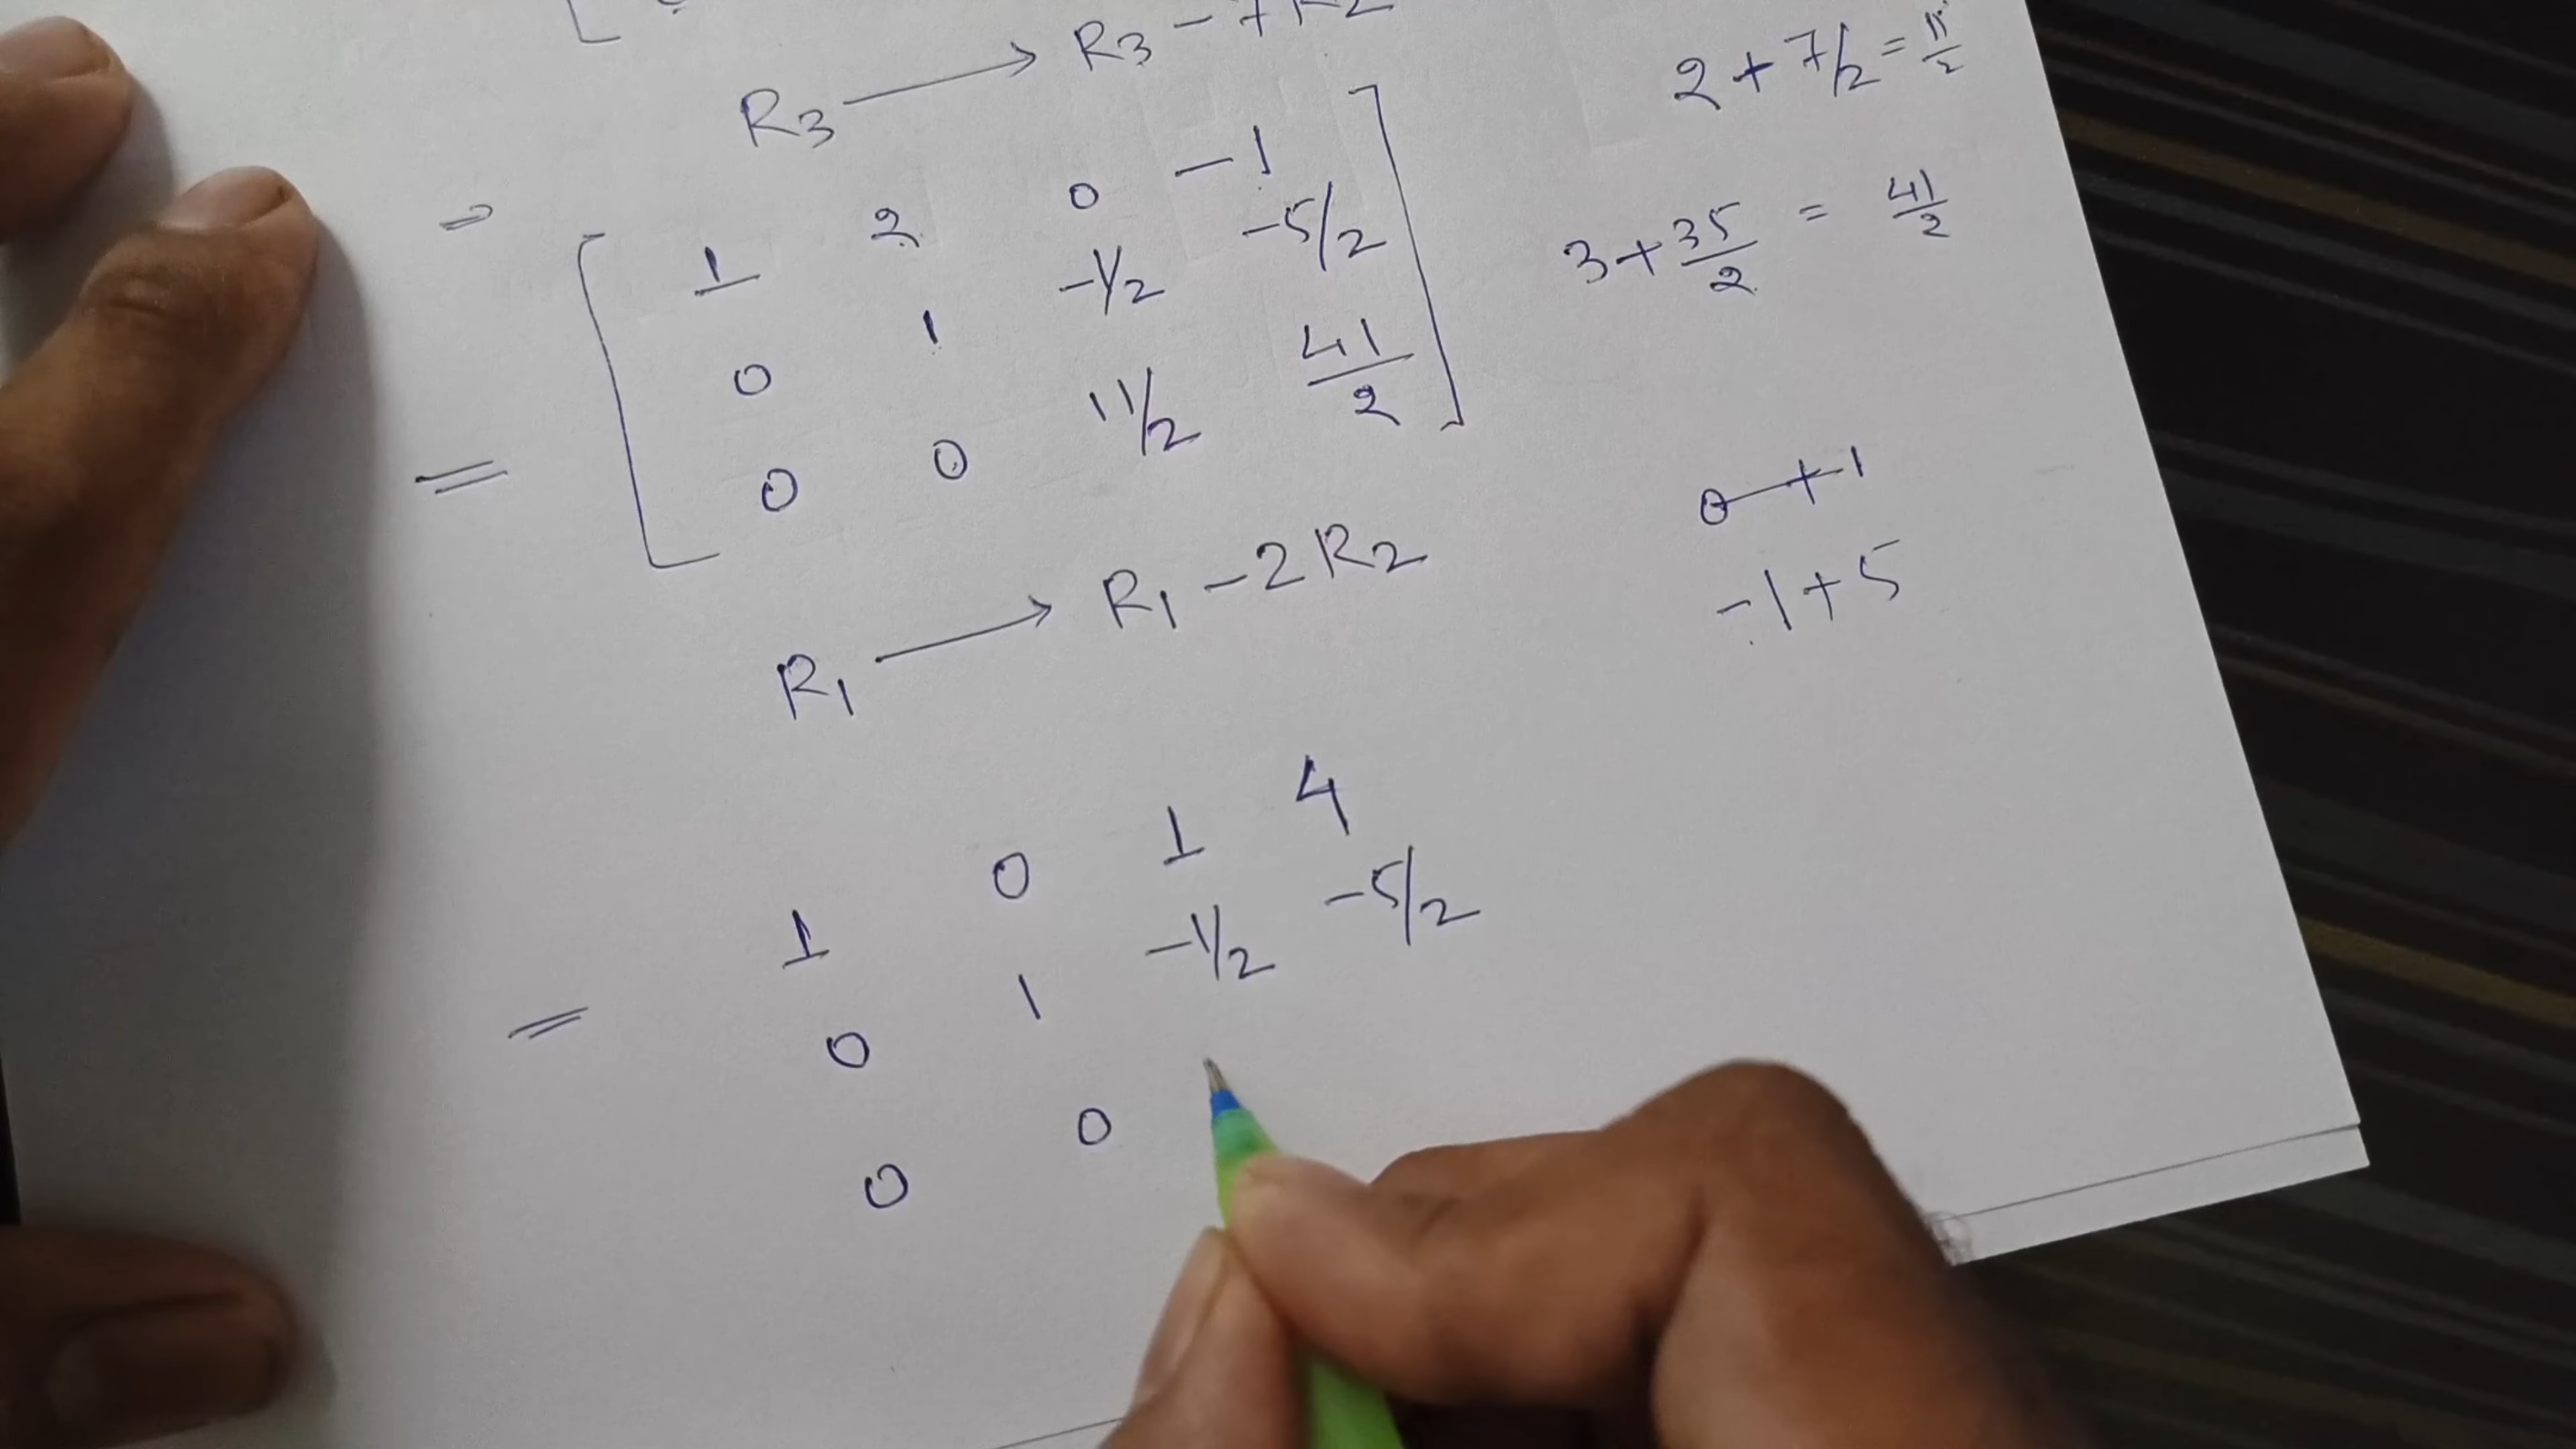 R3 → R3 - 7R2
2 + 7/2 = 11/2
⇒
1 2 0 -1
0 1 -1/2 -5/2
= 0 0 11/2 41/2
3 + 35/2 = 41/2
0 + 1
R1 → R1 - 2R2
-1 + 5
1 0 1 4
= 0 1 -1/2 -5/2
0 0